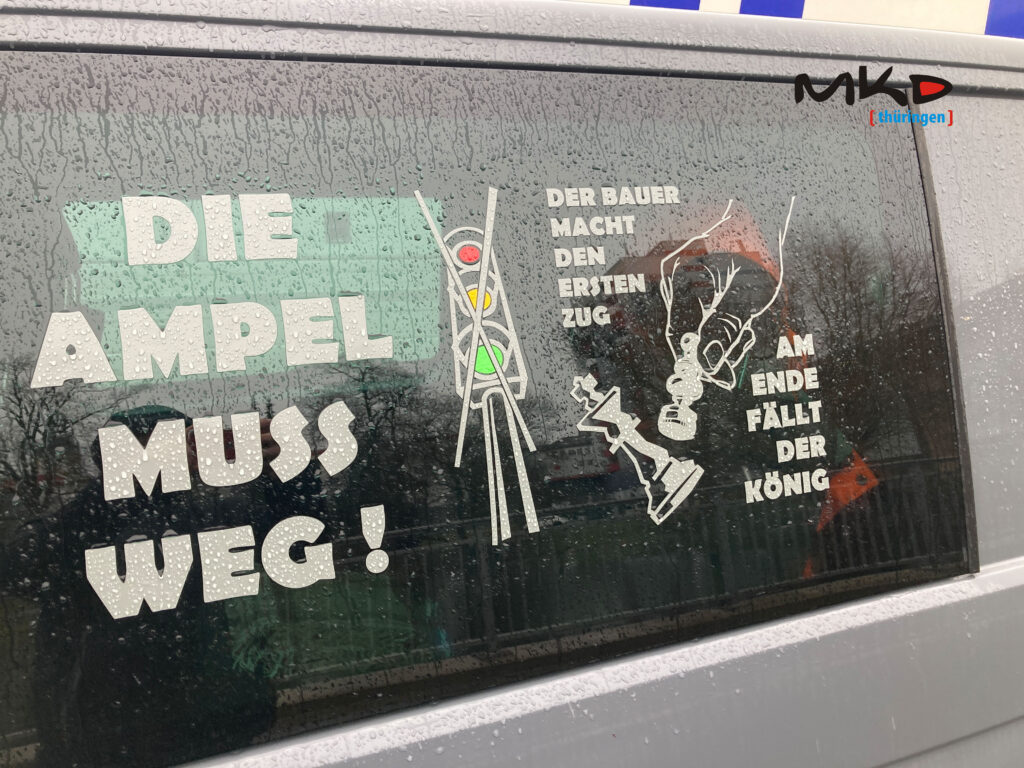 MKD
[thüringen]
DIE
AMPEL
MUSS
WEG!
DER BAUER
MACHT
DEN
ERSTEN
ZUG
AM
ENDE
FÄLLT
DER
KÖNIG